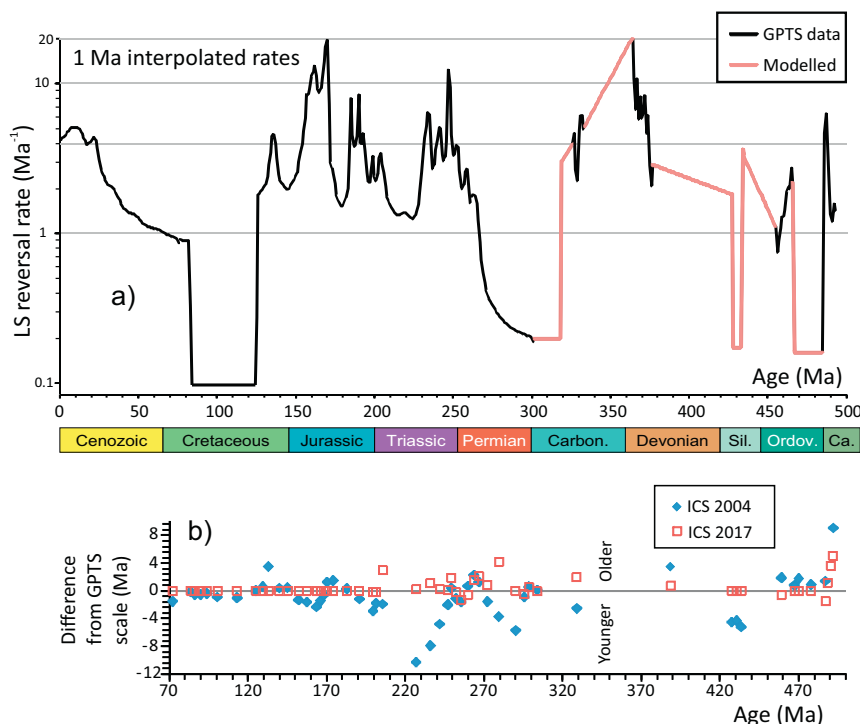 20
10
1
0.1
LS reversal rate (Ma⁻¹)
1 Ma interpolated rates
GPTS data
Modelled
a)
Age (Ma)
0 50 100 150 200 250 300 350 400 450 500
Cenozoic Cretaceous Jurassic Triassic Permian Carbon. Devonian Sil. Ordov. Ca.
b)
ICS 2004
ICS 2017
Difference
from GPTS
scale (Ma)
8
4
0
-4
-8
-12
Older
Younger
70 120 170 220 270 320 370 420 470
Age (Ma)